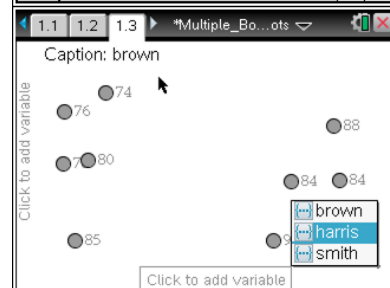 1.1 1.2 1.3 *Multiple_Bo...ots
Caption: brown
74
76
88
80
84 84
85
Click to add variable
brown
harris
smith
Click to add variable